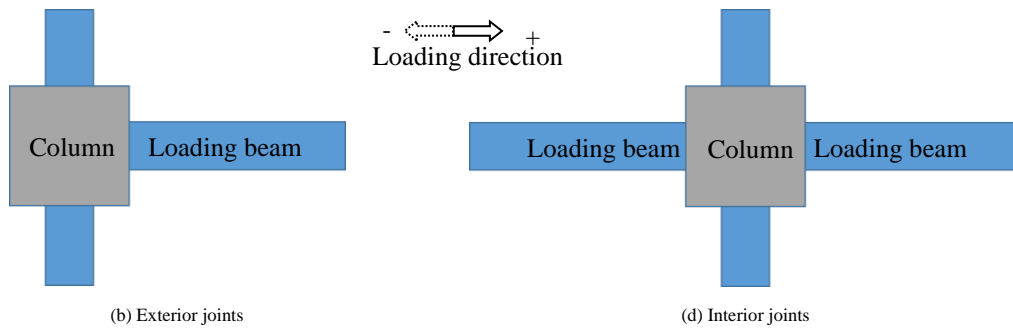 - +
Loading direction
Column Loading beam
Loading beam Column Loading beam
(b) Exterior joints
(d) Interior joints